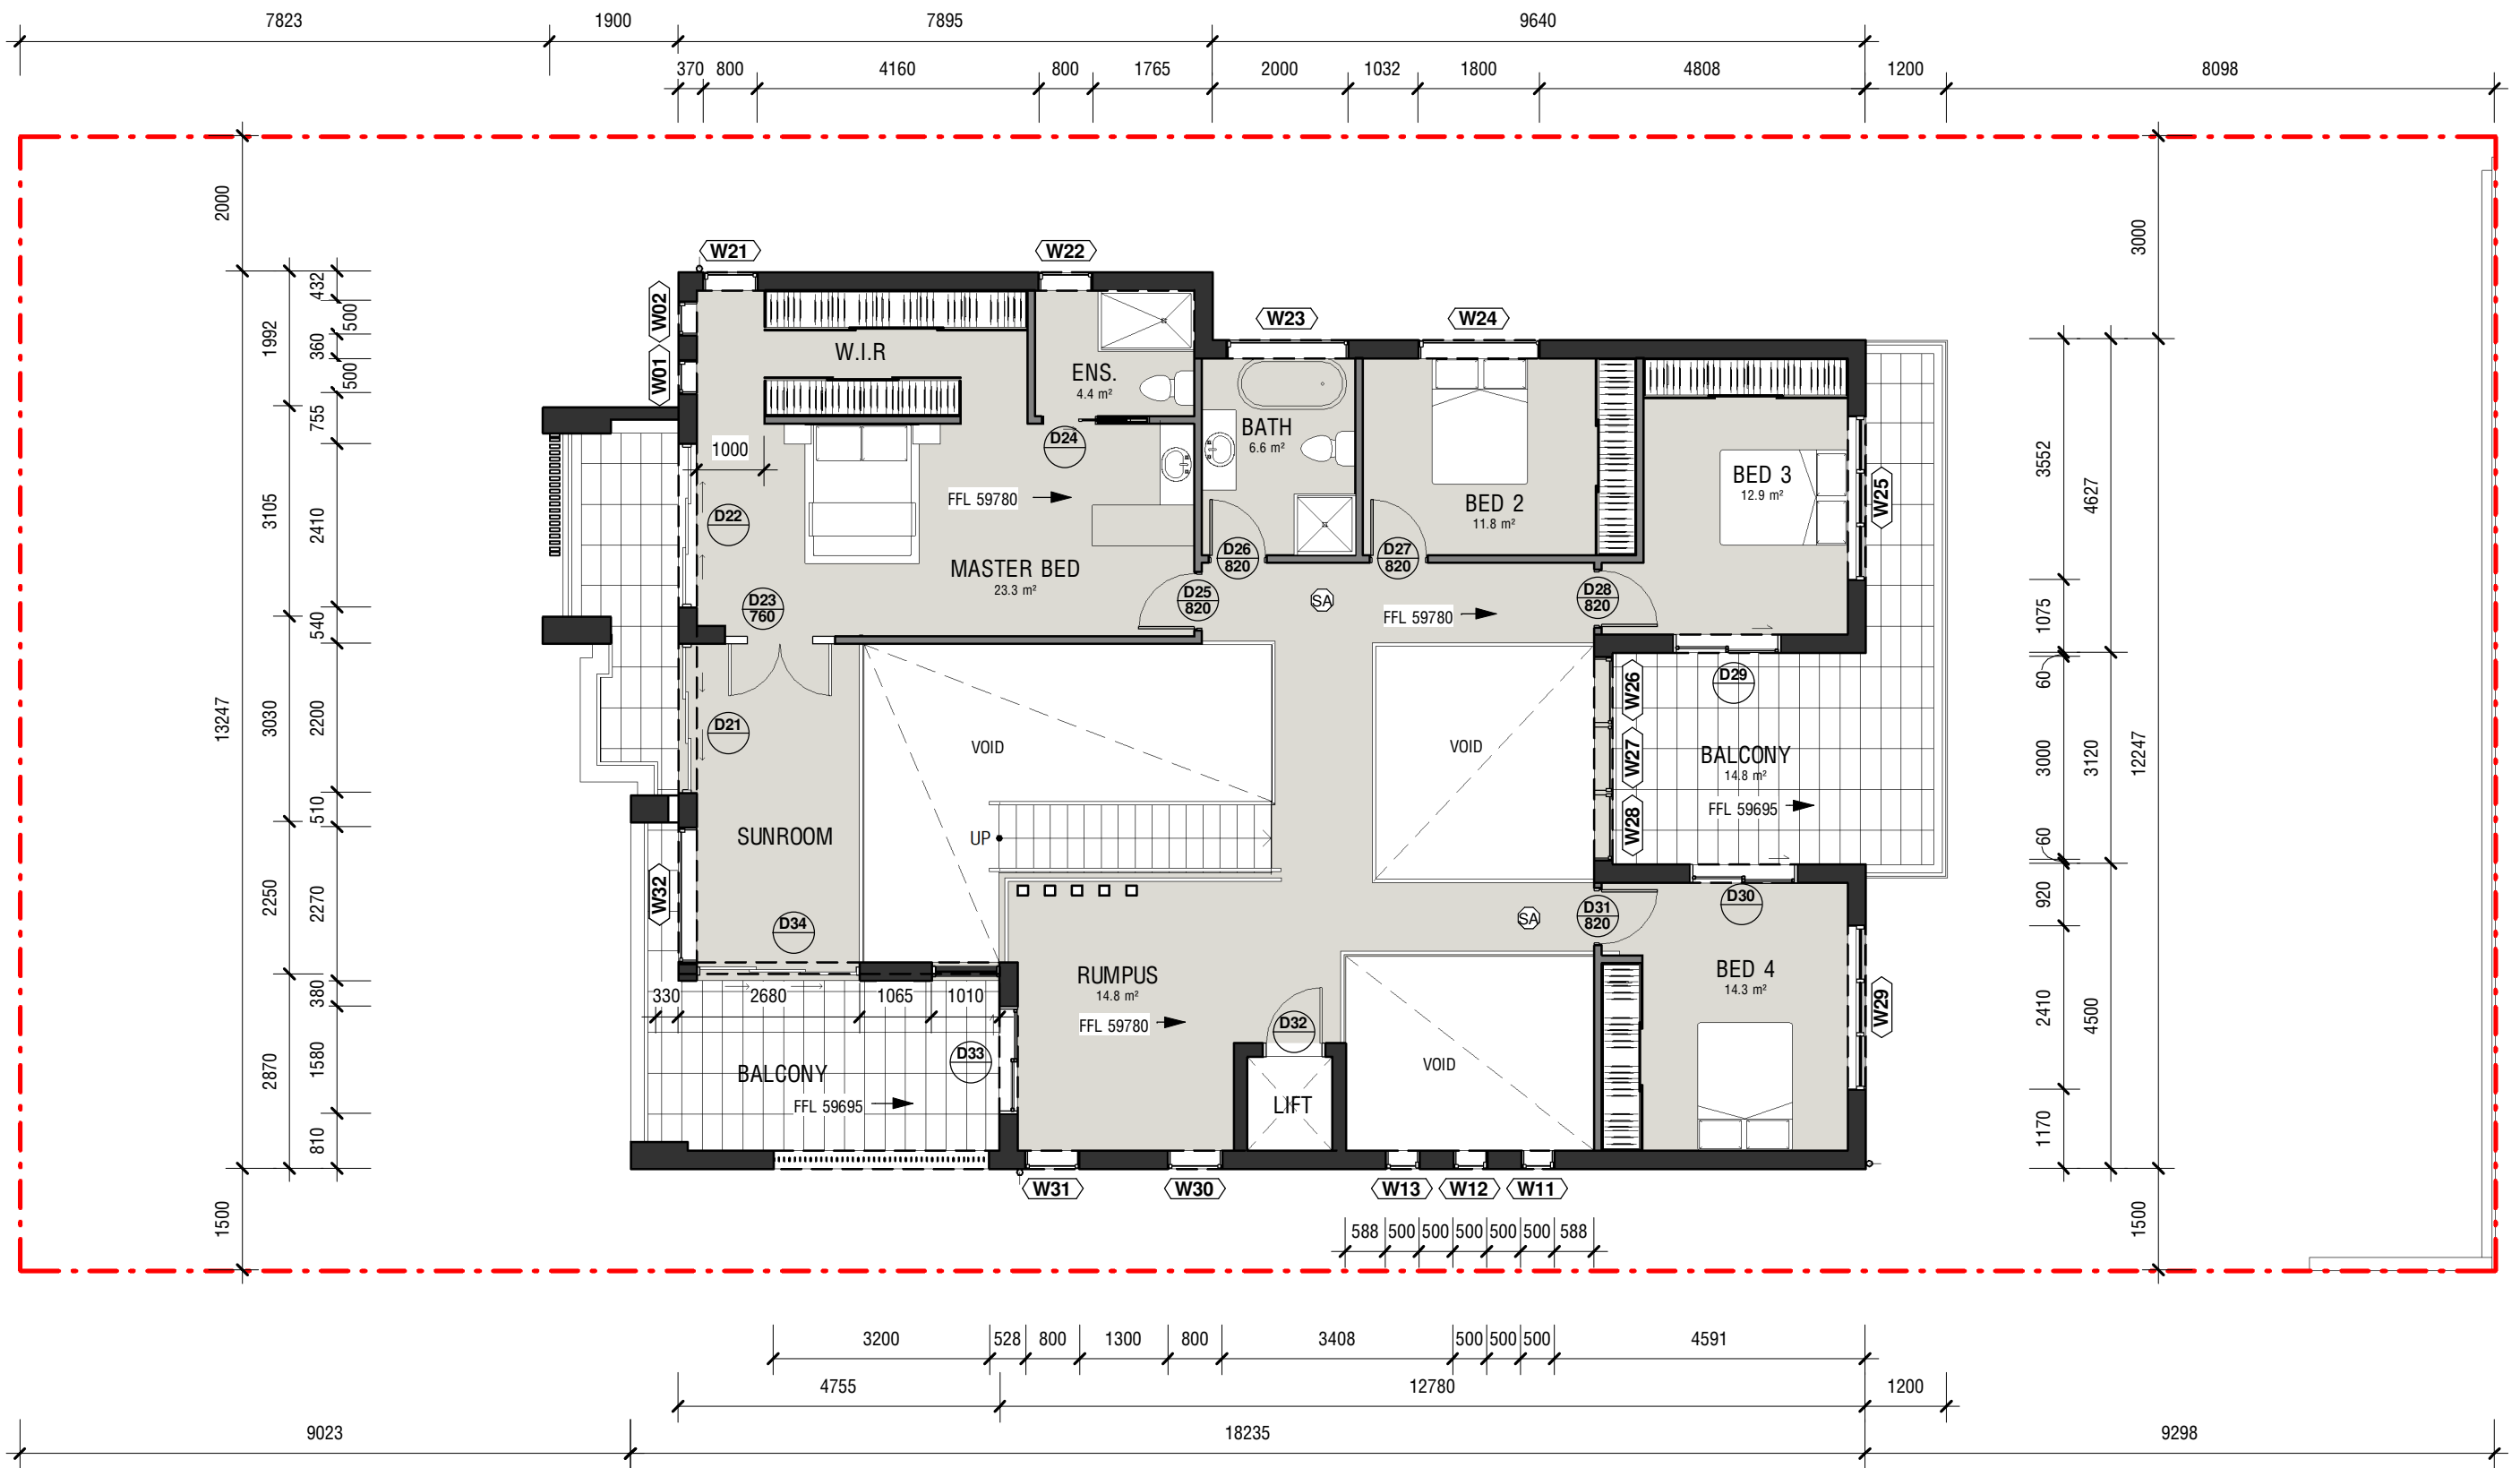 7823 1900 7895 9640
370 800 4160 800 1765 2000 1032 1800 4808 1200 8098
2000
13247
1500
1992
3105
3030
2250
2870
432
500
360
500
755
2410
540
2200
510
2270
380
1580
810
W21 W22 W23 W24
W02
W01
W.I.R
ENS.
4.4 m²
D24
1000
D22
FFL 59780
MASTER BED
23.3 m²
D23
760
D25
820
BATH
6.6 m²
D26
820
BED 2
11.8 m²
D27
820
BED 3
12.9 m²
W25
D28
820
SA
FFL 59780
D21
VOID
VOID
W26
W27
W28
D29
BALCONY
14.8 m²
FFL 59695
SUNROOM
UP
W32
D34
D31
820
D30
SA
RUMPUS
14.8 m²
FFL 59780
BED 4
14.3 m²
W29
330 2680 1065 1010
D33
D32
VOID
BALCONY
FFL 59695
LIFT
W31 W30 W13 W12 W11
3552
1075
60
3000
60
920
2410
1170
4627
3120
4500
3000
12247
1500
588 500 500 500 500 500 588
3200 528 800 1300 800 3408 500 500 500 4591
4755 12780 1200
9023 18235 9298